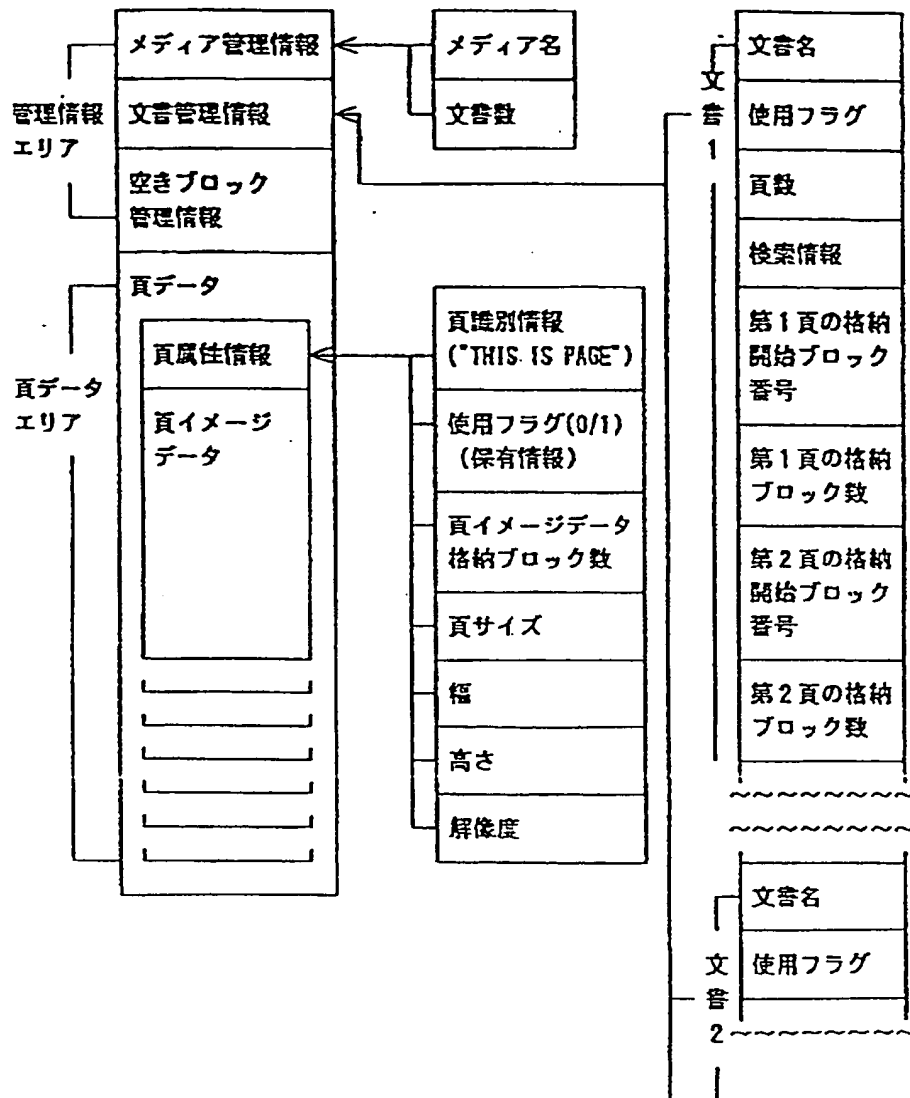 管理情報
エリア
メディア管理情報
文書管理情報
空きブロック
管理情報
頁データ
エリア
頁データ
頁属性情報
頁イメージ
データ
メディア名
文書数
頁識別情報
("THIS IS PAGE")
使用フラグ(0/1)
(保有情報)
頁イメージデータ
格納ブロック数
頁サイズ
幅
高さ
解像度
文
書
1
文書名
使用フラグ
頁数
検索情報
第1頁の格納
開始ブロック
番号
第1頁の格納
ブロック数
第2頁の格納
開始ブロック
番号
第2頁の格納
ブロック数
文
書
2
文書名
使用フラグ